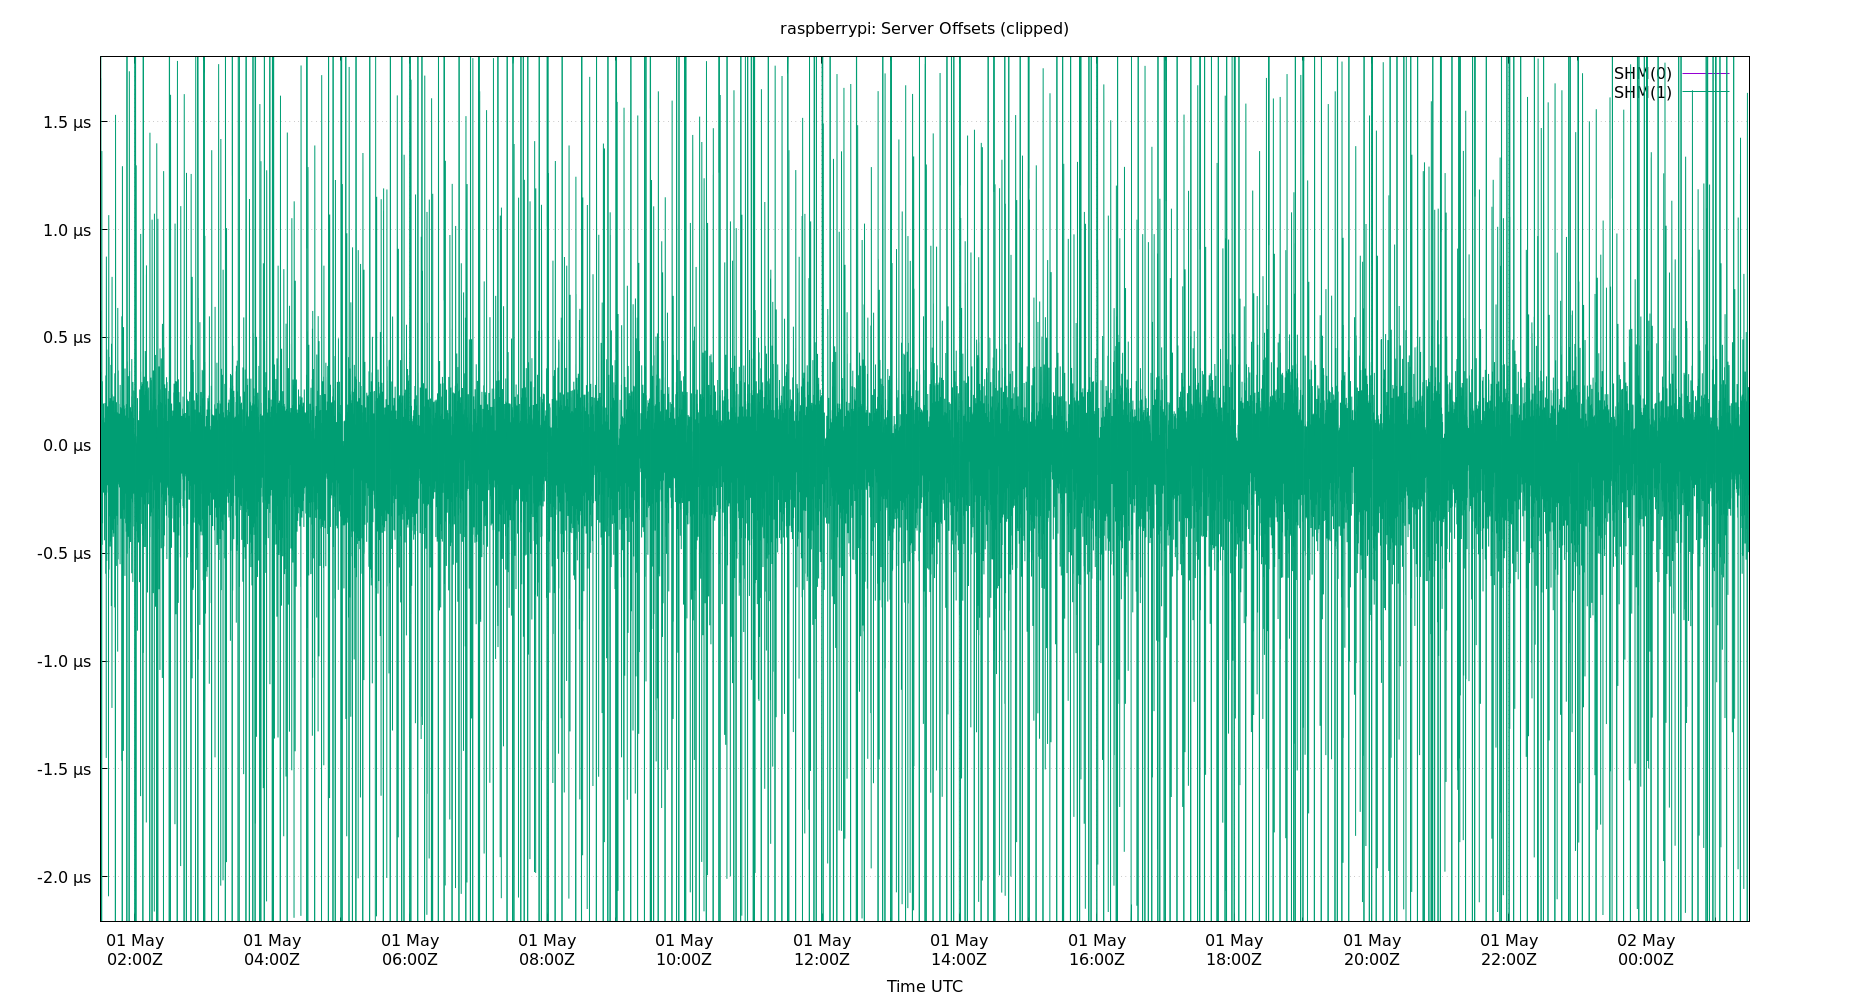 raspberrypi: Server Offsets (clipped)
SHM(0)
SHM(1)
1.5 µs
1.0 µs
0.5 µs
0.0 µs
-0.5 µs
-1.0 µs
-1.5 µs
-2.0 µs
01 May 01 May 01 May 01 May 01 May 01 May 01 May 01 May 01 May 01 May 01 May 02 May
02:00Z 04:00Z 06:00Z 08:00Z 10:00Z 12:00Z 14:00Z 16:00Z 18:00Z 20:00Z 22:00Z 00:00Z
Time UTC